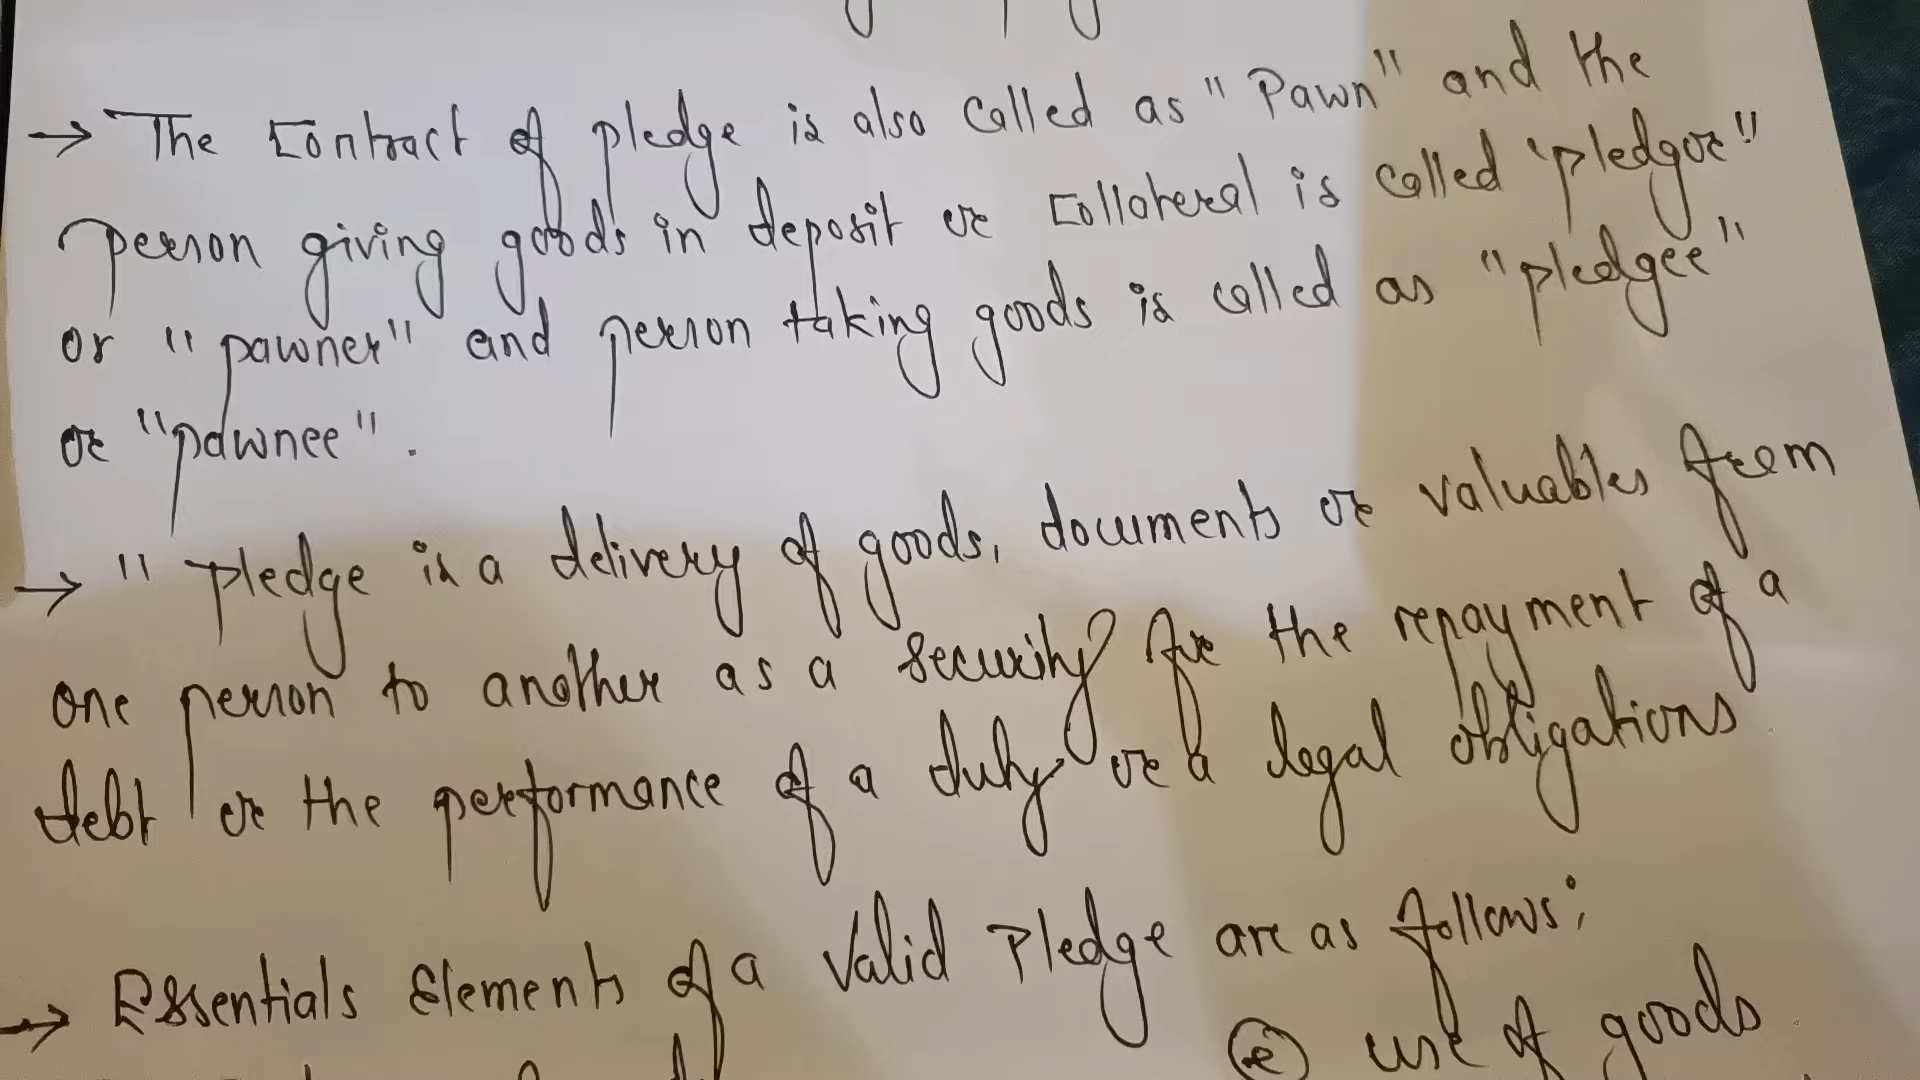 → The contract of pledge is also called as "Pawn" and the
person giving goods in deposit or collateral is called 'pledgor"
or "pawner" and person taking goods is called as "pledgee"
or "pawnee".
→ " pledge is a delivery of goods, documents or valuables from
one person to another as a security for the repayment of a
debt or the performance of a duty or a legal obligations
→ Essentials Elements of a Valid Pledge are as follows;
(e) use of goods